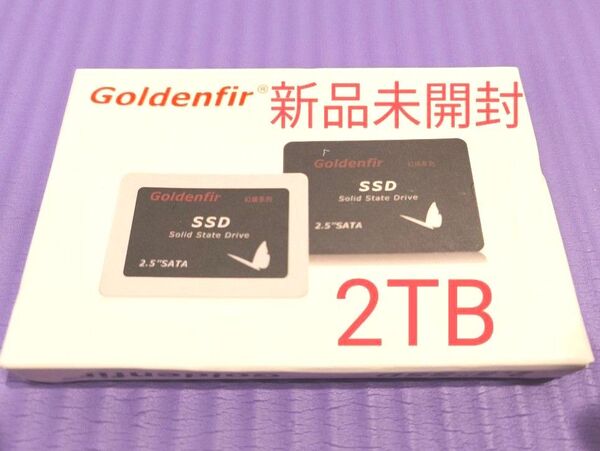 Goldenfir®
新品未開封
Goldenfir
SSD
Solid State Drive
2.5"SATA
Goldenfir
SSD
Solid State Drive
2.5"SATA
2TB
Goldenfir